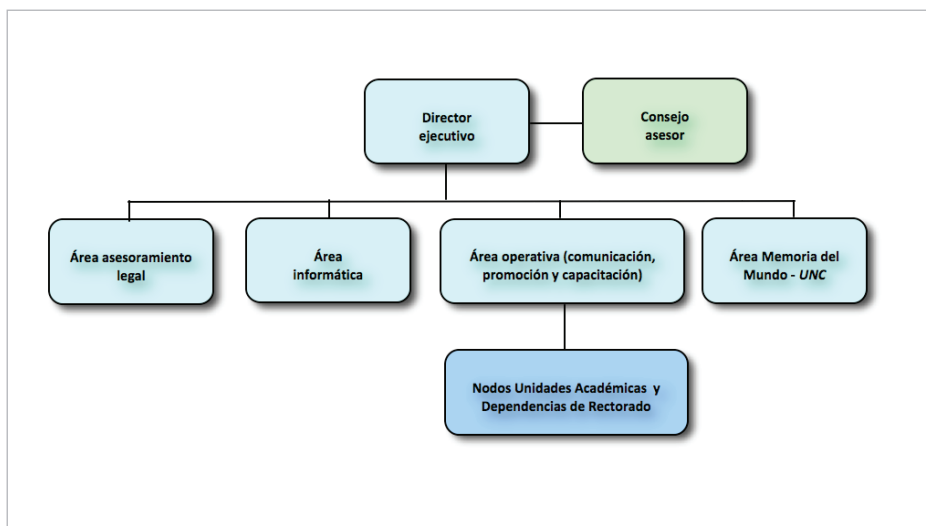 Director
ejecutivo
Consejo
asesor
Área asesoramiento
legal
Área
informática
Área operativa (comunicación,
promoción y capacitación)
Área Memoria del
Mundo - UNC
Nodos Unidades Académicas y
Dependencias de Rectorado